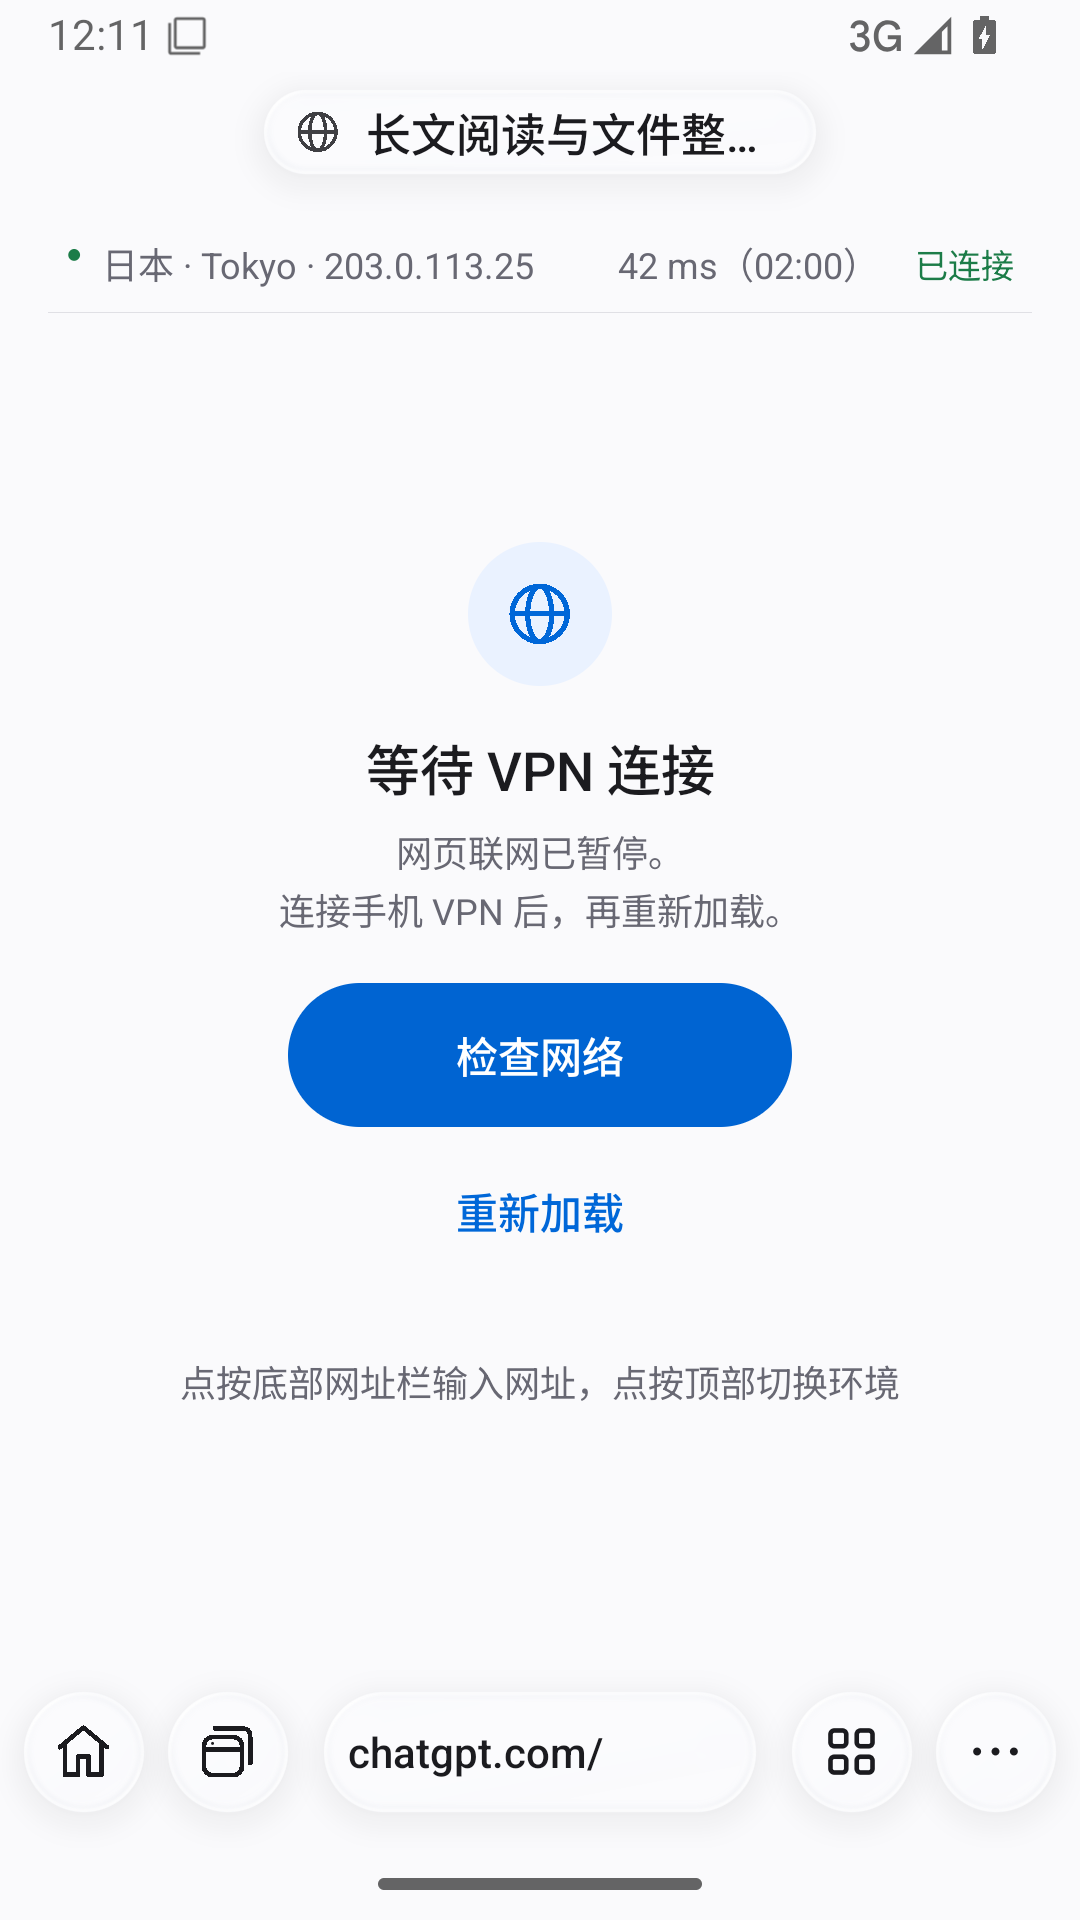 12:11
3G
长文阅读与文件整…
日本 · Tokyo · 203.0.113.25 42 ms（02:00） 已连接
等待 VPN 连接
网页联网已暂停。
连接手机 VPN 后，再重新加载。
检查网络
重新加载
点按底部网址栏输入网址，点按顶部切换环境
chatgpt.com/